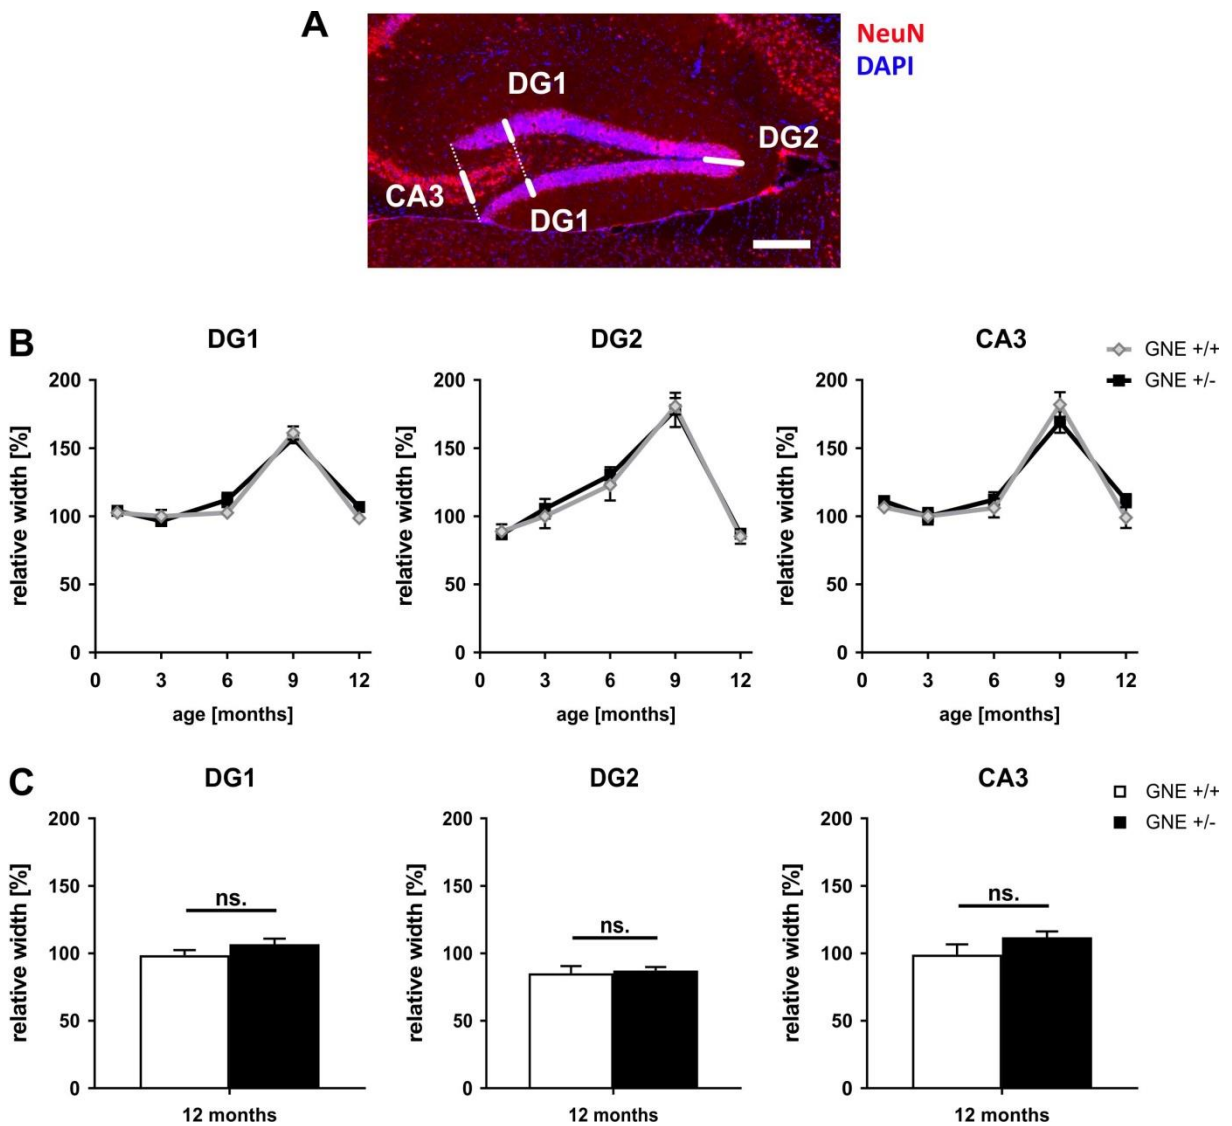 A
NeuN
DAPI
DG1
DG2
CA3
DG1
B
DG1
DG2
CA3
GNE +/+
GNE +/-
relative width [%]
200
150
100
50
0
0 3 6 9 12
age [months]
relative width [%]
200
150
100
50
0
0 3 6 9 12
age [months]
relative width [%]
200
150
100
50
0
0 3 6 9 12
age [months]
C
DG1
DG2
CA3
GNE +/+
GNE +/-
relative width [%]
200
150
100
50
0
ns.
12 months
relative width [%]
200
150
100
50
0
ns.
12 months
relative width [%]
200
150
100
50
0
ns.
12 months